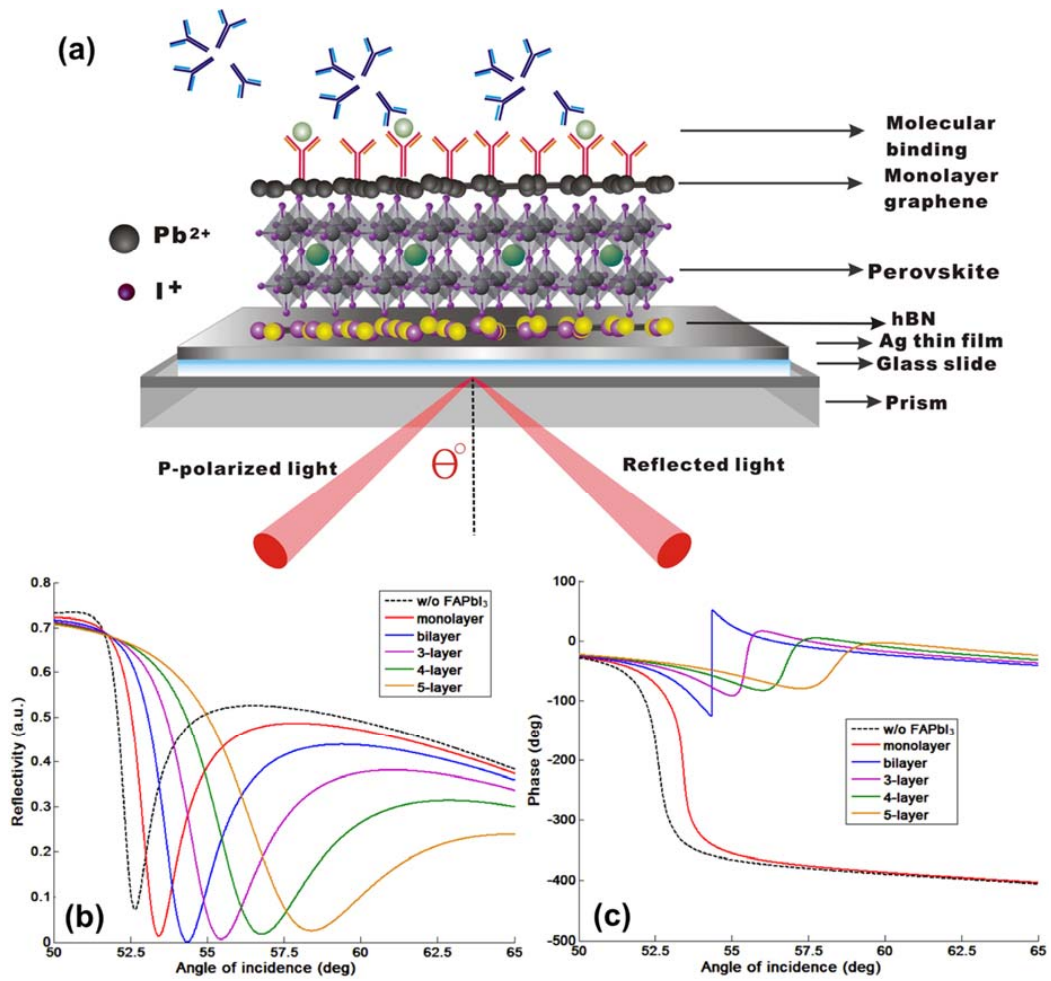 (a)
Molecular
binding
Monolayer
graphene
Pb²⁺
I⁺
Perovskite
hBN
Ag thin film
Glass slide
Prism
P-polarized light
Θ°
Reflected light
0.8
0.7
0.6
0.5
0.4
0.3
0.2
0.1
0
Reflectivity (a.u.)
w/o FAPbI₃
monolayer
bilayer
3-layer
4-layer
5-layer
(b)
50
52.5
55
57.5
60
62.5
65
Angle of incidence (deg)
100
0
-100
-200
-300
-400
-500
Phase (deg)
w/o FAPbI₃
monolayer
bilayer
3-layer
4-layer
5-layer
(c)
50
52.5
55
57.5
60
62.5
65
Angle of incidence (deg)